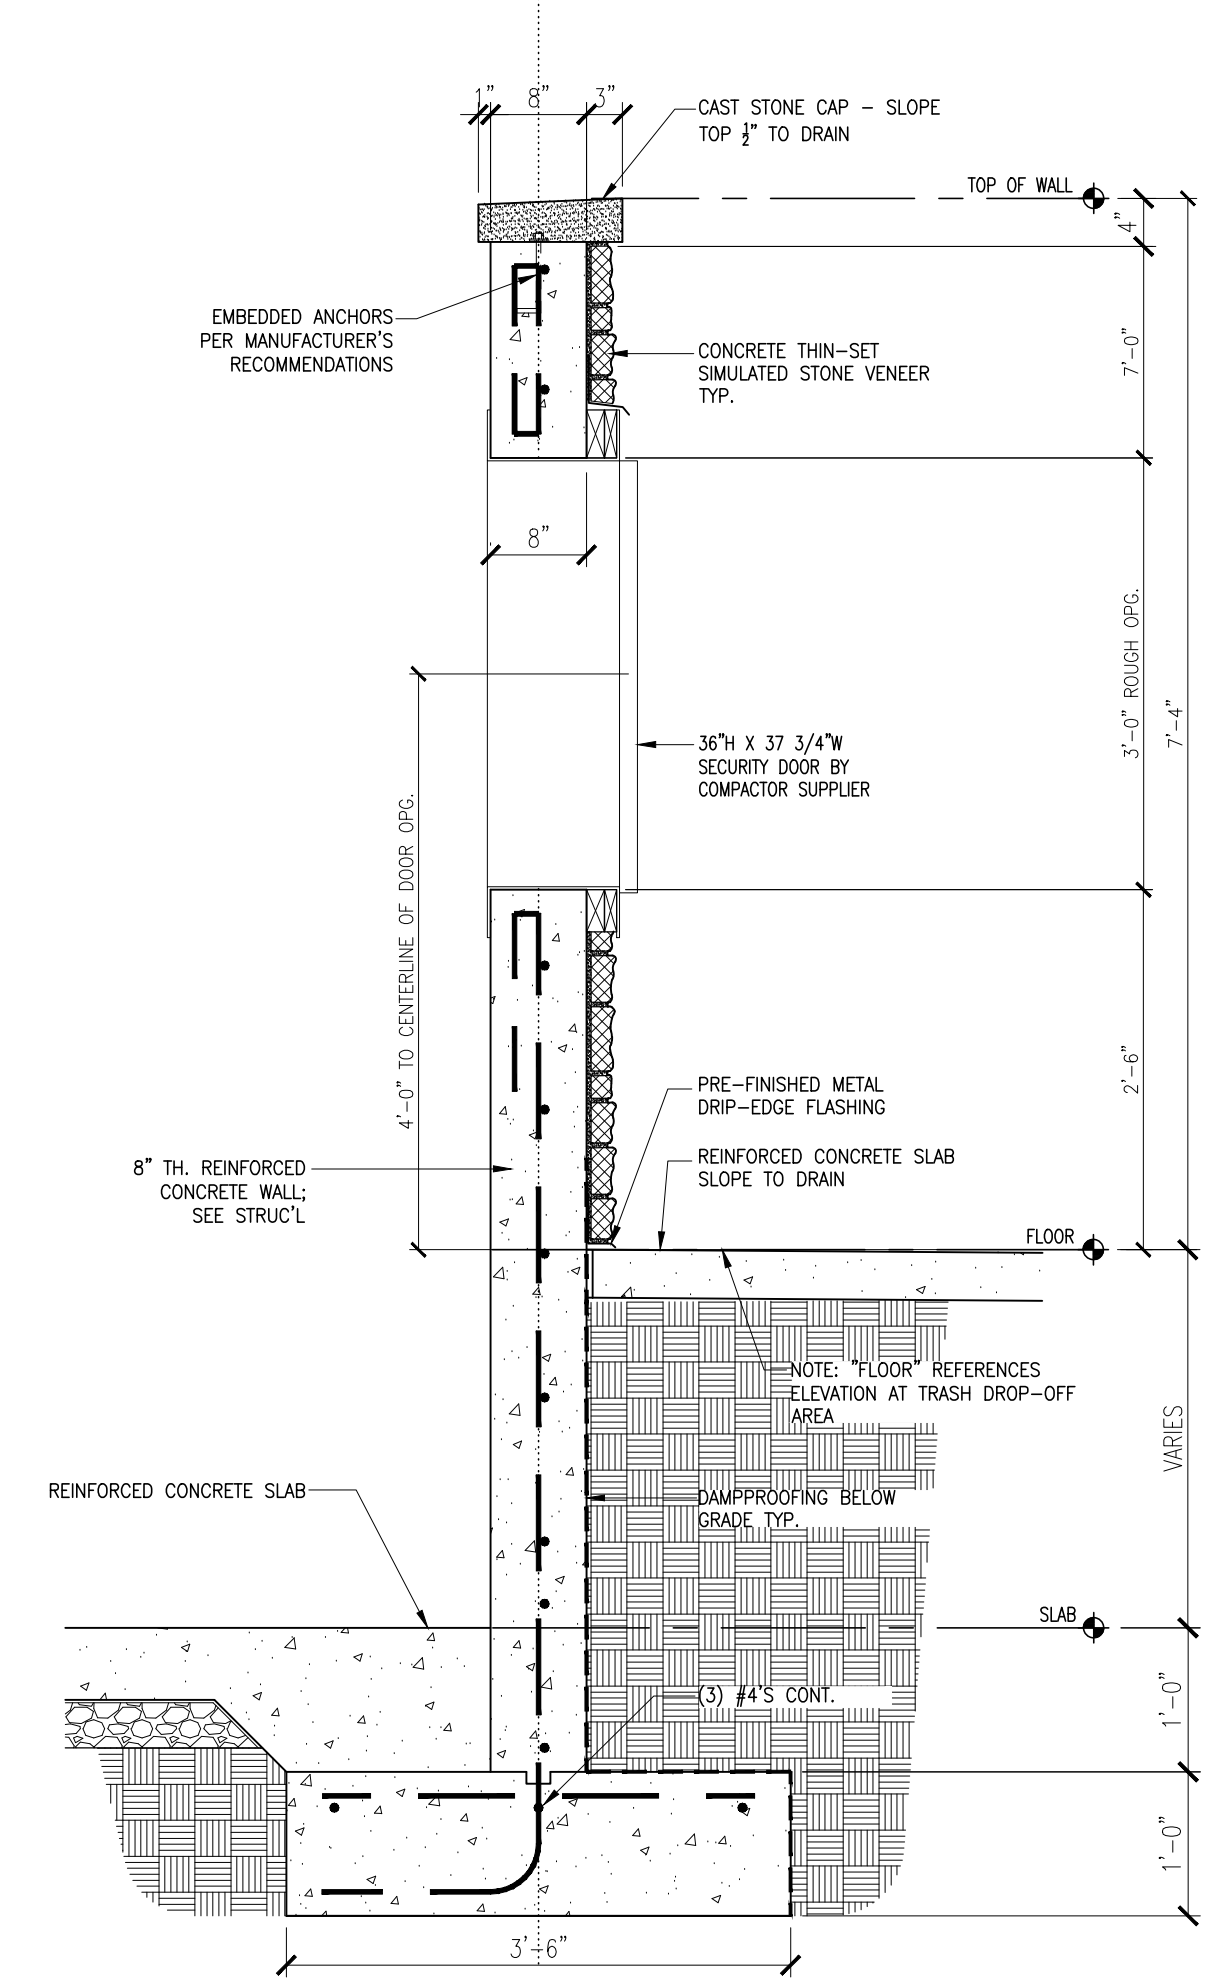 1"
8"
3"
CAST STONE CAP – SLOPE
TOP ½" TO DRAIN
TOP OF WALL
4"
EMBEDDED ANCHORS
PER MANUFACTURER'S
RECOMMENDATIONS
CONCRETE THIN–SET
SIMULATED STONE VENEER
TYP.
7'–0"
8"
3'–0" ROUGH OPG.
7'–4"
36"H X 37 3/4"W
SECURITY DOOR BY
COMPACTOR SUPPLIER
4'–0" TO CENTERLINE OF DOOR OPG.
2'–6"
PRE–FINISHED METAL
DRIP–EDGE FLASHING
8" TH. REINFORCED
CONCRETE WALL;
SEE STRUC'L
REINFORCED CONCRETE SLAB
SLOPE TO DRAIN
FLOOR
NOTE: "FLOOR" REFERENCES
ELEVATION AT TRASH DROP–OFF
AREA
VARIES
REINFORCED CONCRETE SLAB
DAMPPROOFING BELOW
GRADE TYP.
SLAB
(3) #4'S CONT.
1'–0"
1'–0"
3'–6"